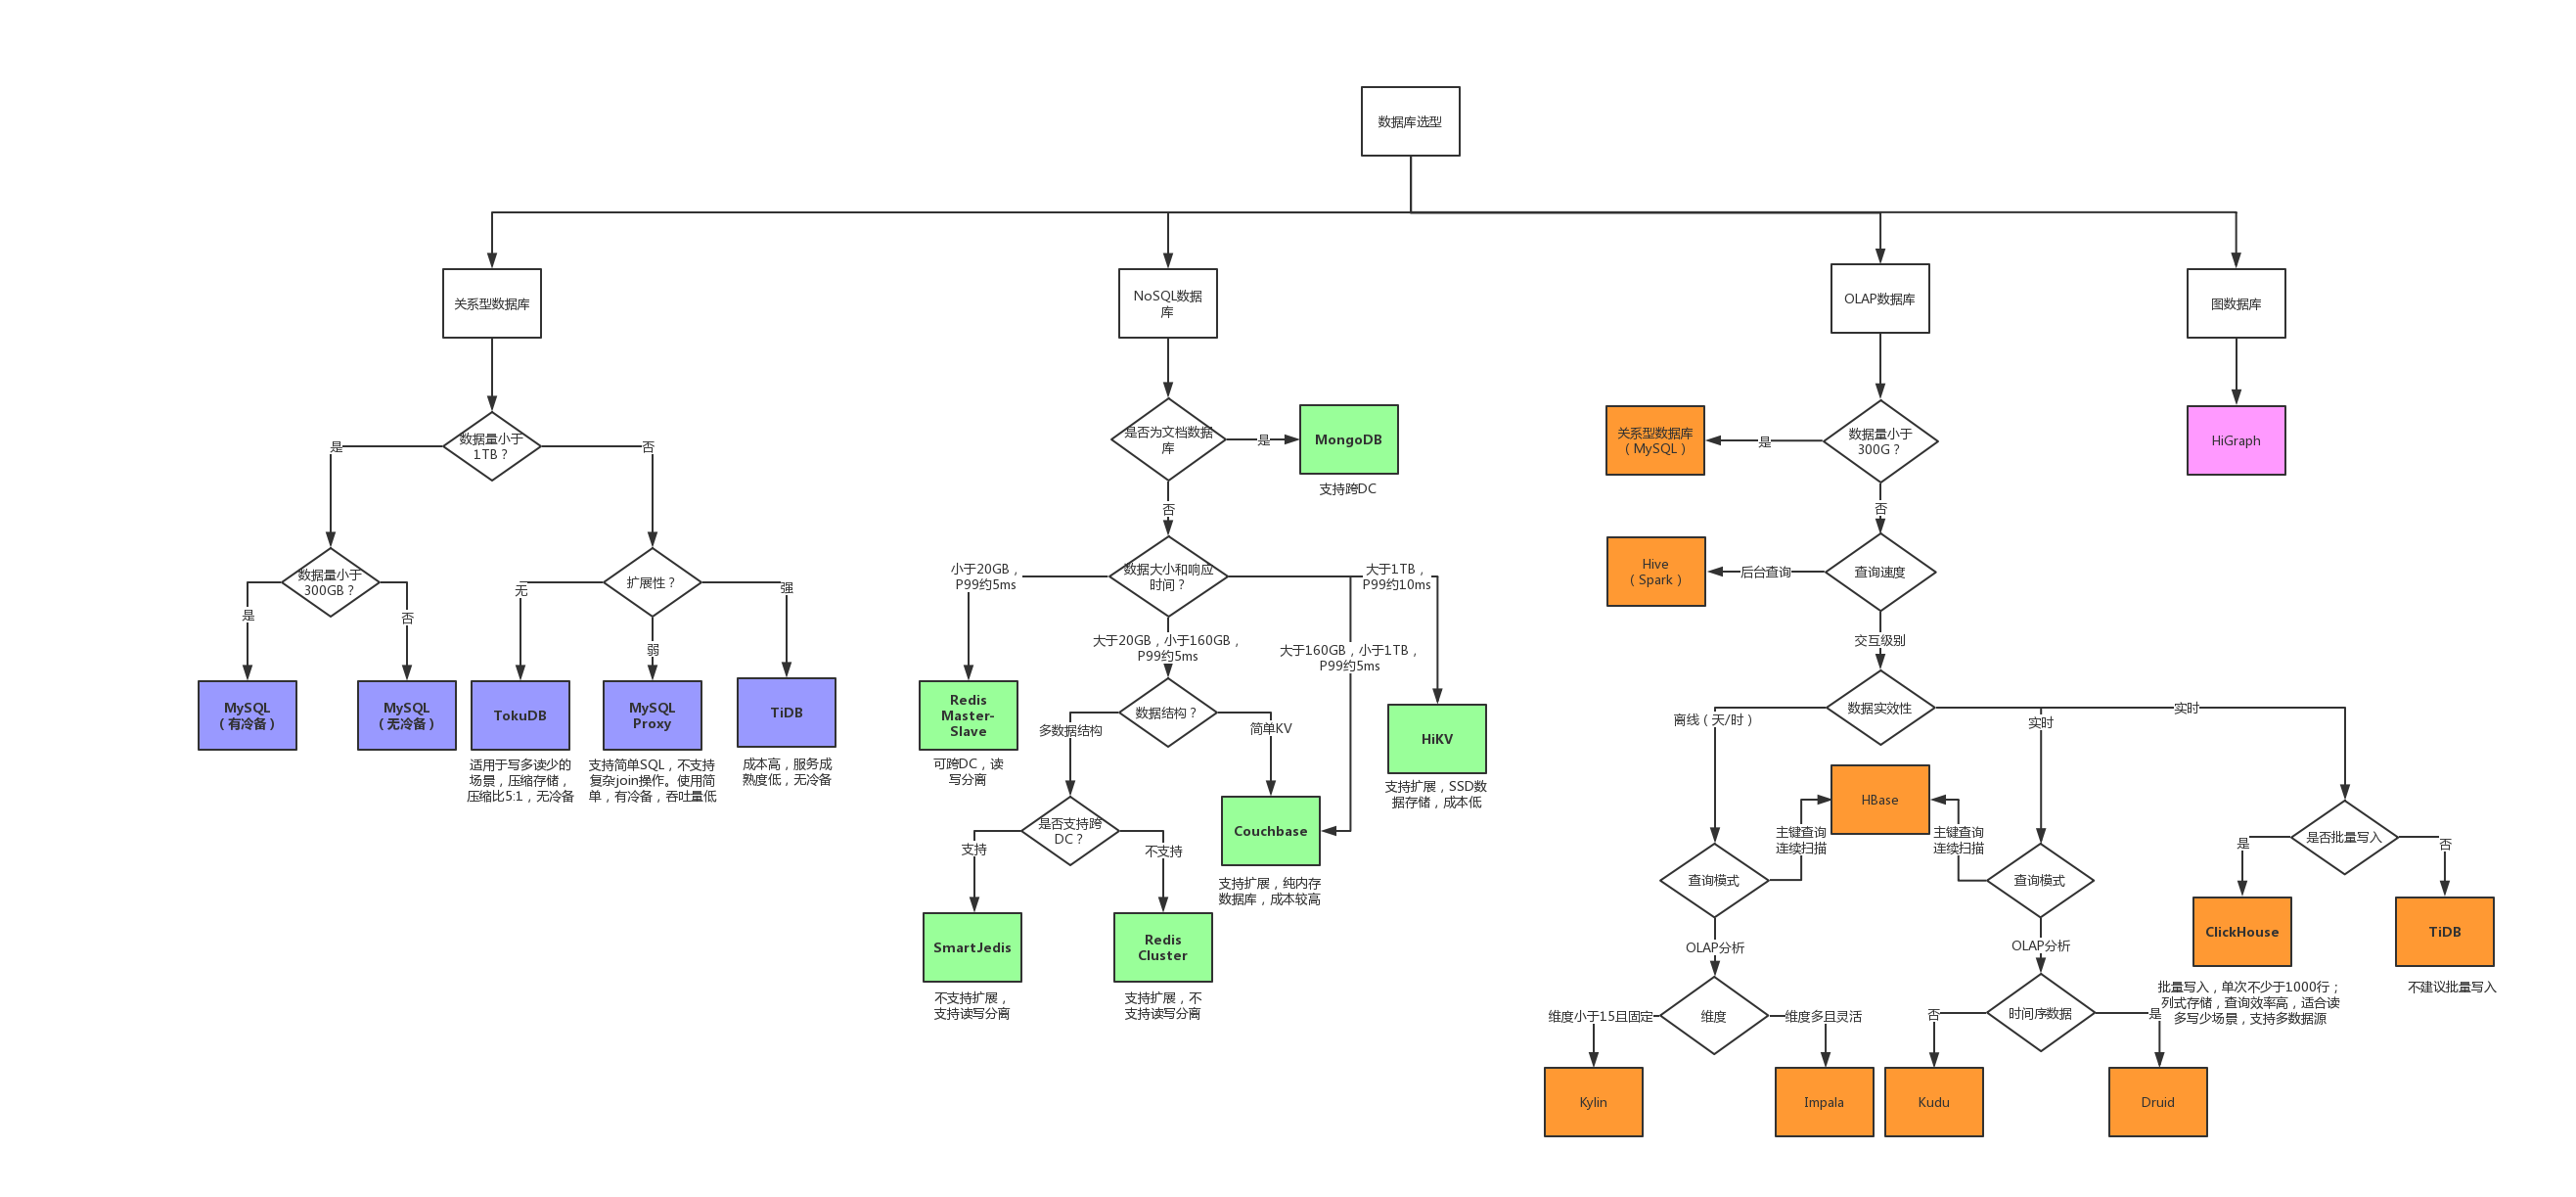 数据库选型
关系型数据库
NoSQL数据
库
OLAP数据库
图数据库
数据量小于
1TB？
是
否
数据量小于
300GB？
是
否
扩展性？
无
弱
强
MySQL
（有冷备）
MySQL
（无冷备）
TokuDB
适用于写多读少的
场景，压缩存储，
压缩比5:1，无冷备
MySQL
Proxy
支持简单SQL，不支持
复杂join操作。使用简
单，有冷备，吞吐量低
TiDB
成本高，服务成
熟度低，无冷备
是否为文档数据
库
是
MongoDB
支持跨DC
否
数据大小和响应
时间？
小于20GB，
P99约5ms
大于20GB，小于160GB，
P99约5ms
大于160GB，小于1TB，
P99约5ms
大于1TB，
P99约10ms
Redis
Master-
Slave
可跨DC，读
写分离
数据结构？
多数据结构
简单KV
HiKV
支持扩展，SSD数
据存储，成本低
是否支持跨
DC？
支持
不支持
Couchbase
支持扩展，纯内存
数据库，成本较高
SmartJedis
不支持扩展，
支持读写分离
Redis
Cluster
支持扩展，不
支持读写分离
数据量小于
300G？
是
关系型数据库
（MySQL）
否
查询速度
后台查询
Hive
（Spark）
交互级别
数据实效性
离线（天/时）
实时
实时
HBase
主键查询
连续扫描
主键查询
连续扫描
查询模式
查询模式
OLAP分析
OLAP分析
维度
维度小于15且固定
维度多且灵活
Kylin
Impala
时间序数据
否
是
Kudu
Druid
是否批量写入
是
否
ClickHouse
批量写入，单次不少于1000行；
列式存储，查询效率高，适合读
多写少场景，支持多数据源
TiDB
不建议批量写入
HiGraph